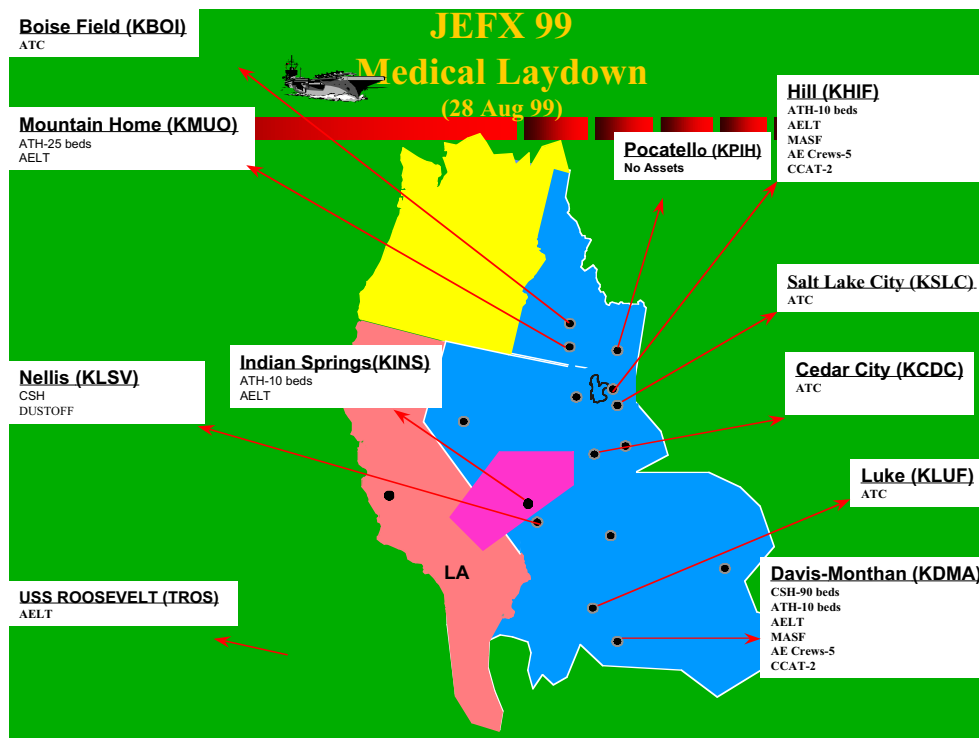 JEFX 99
Medical Laydown
(28 Aug 99)
Boise Field (KBOI)
ATC
Mountain Home (KMUO)
ATH-25 beds
AELT
Pocatello (KPIH)
No Assets
Hill (KHIF)
ATH-10 beds
AELT
MASF
AE Crews-5
CCAT-2
Salt Lake City (KSLC)
ATC
Nellis (KLSV)
CSH
DUSTOFF
Indian Springs(KINS)
ATH-10 beds
AELT
Cedar City (KCDC)
ATC
Luke (KLUF)
ATC
LA
USS ROOSEVELT (TROS)
AELT
Davis-Monthan (KDMA)
CSH-90 beds
ATH-10 beds
AELT
MASF
AE Crews-5
CCAT-2